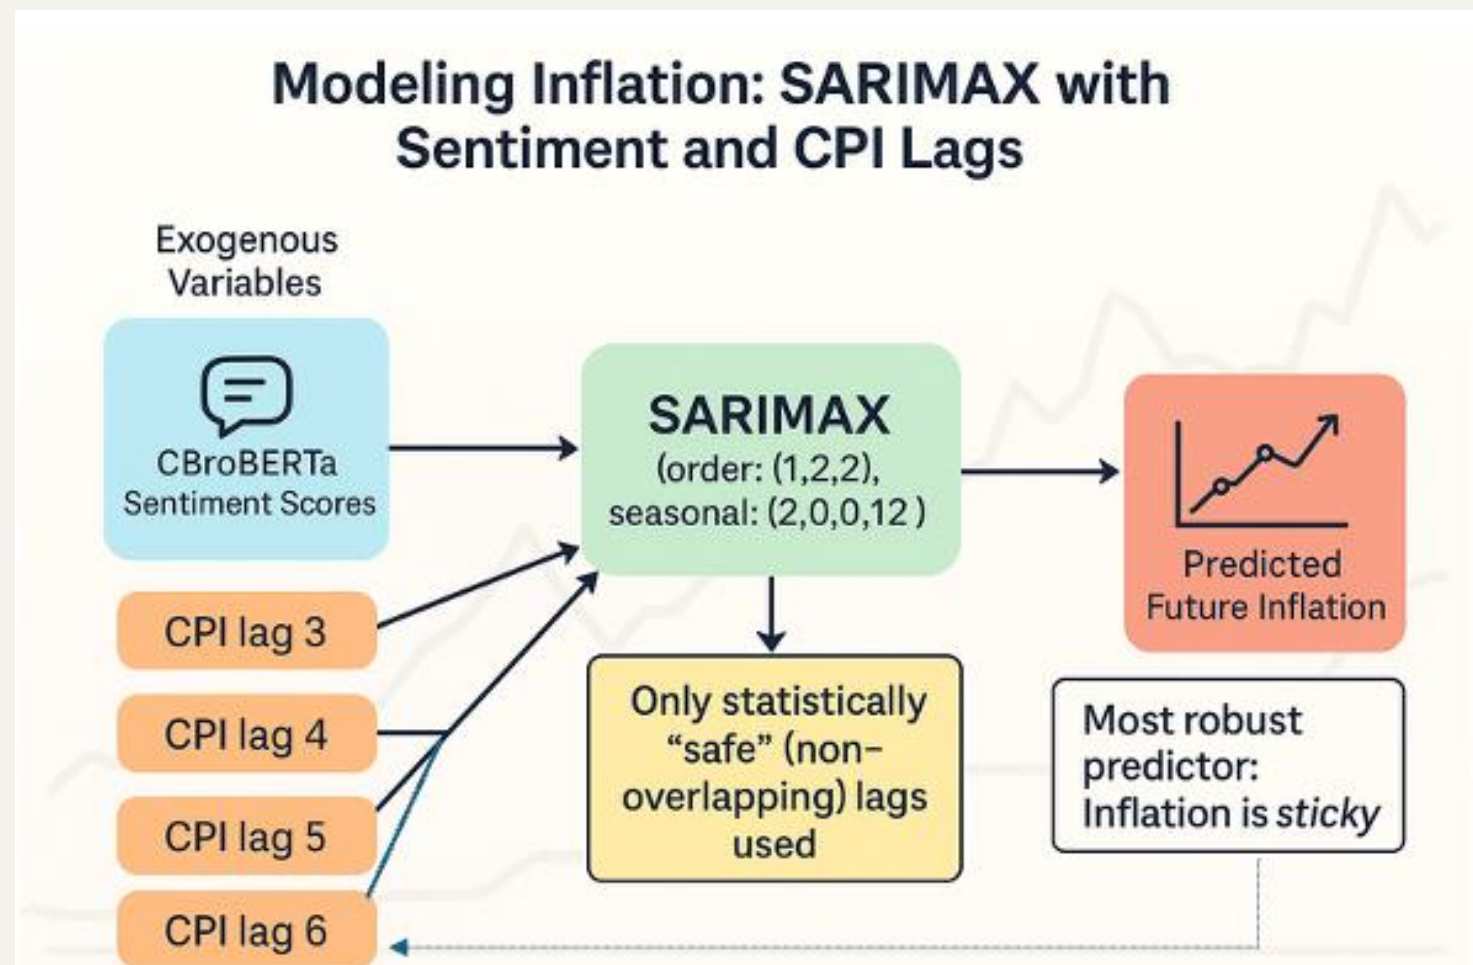 Modeling Inflation: SARIMAX with
Sentiment and CPI Lags
Exogenous
Variables
CBroBERTa
Sentiment Scores
CPI lag 3
CPI lag 4
CPI lag 5
CPI lag 6
SARIMAX
(order: (1,2,2),
seasonal: (2,0,0,12 )
Only statistically
“safe” (non-
overlapping) lags
used
Predicted
Future Inflation
Most robust
predictor:
Inflation is sticky